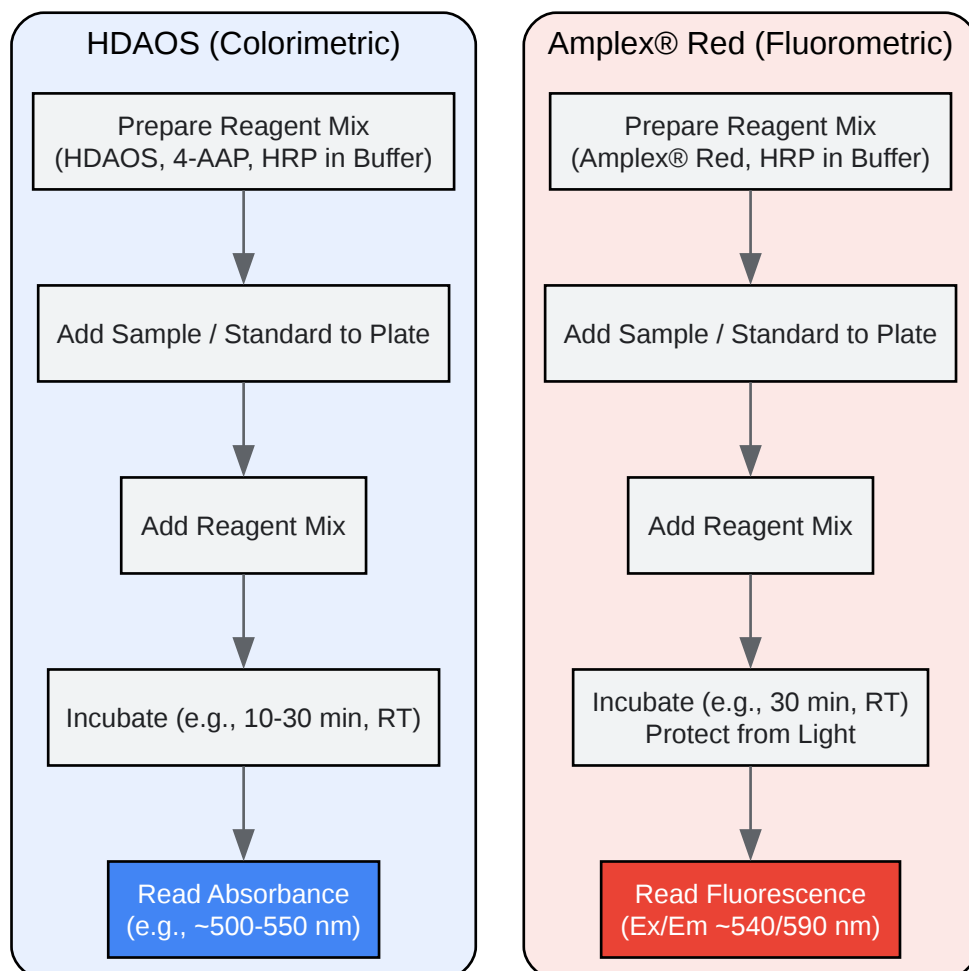 HDAOS (Colorimetric)
Prepare Reagent Mix
(HDAOS, 4-AAP, HRP in Buffer)
Add Sample / Standard to Plate
Add Reagent Mix
Incubate (e.g., 10-30 min, RT)
Read Absorbance
(e.g., ~500-550 nm)
Amplex® Red (Fluorometric)
Prepare Reagent Mix
(Amplex® Red, HRP in Buffer)
Add Sample / Standard to Plate
Add Reagent Mix
Incubate (e.g., 30 min, RT)
Protect from Light
Read Fluorescence
(Ex/Em ~540/590 nm)